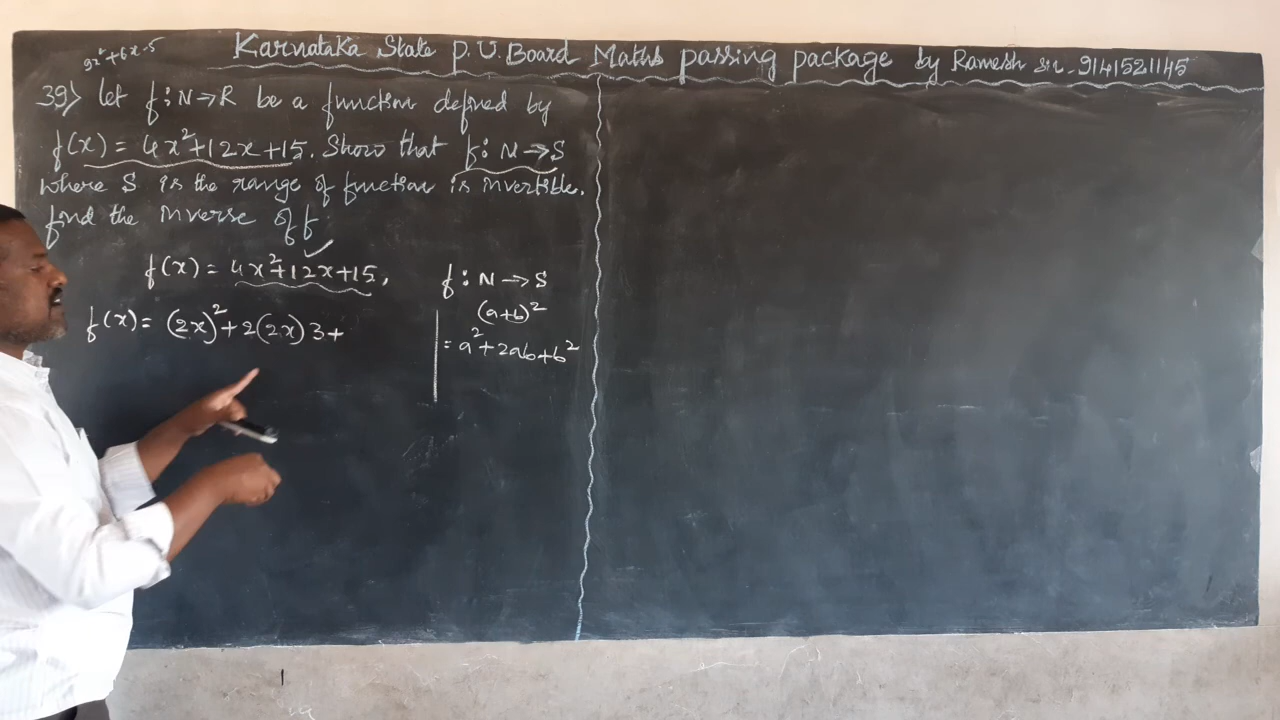 Karnataka State P.U. Board Maths passing package by Ramesh sir - 9141521145
9x²+6x-5
39) Let f : N→R be a function defined by
f(x) = 4x²+12x+15. Show that f: N→S
where S is the range of function is invertible.
find the inverse of f.
f(x) = 4x²+12x+15, f : N→S
(a+b)²
f(x) = (2x)²+2(2x)3+
= a²+2ab+b²